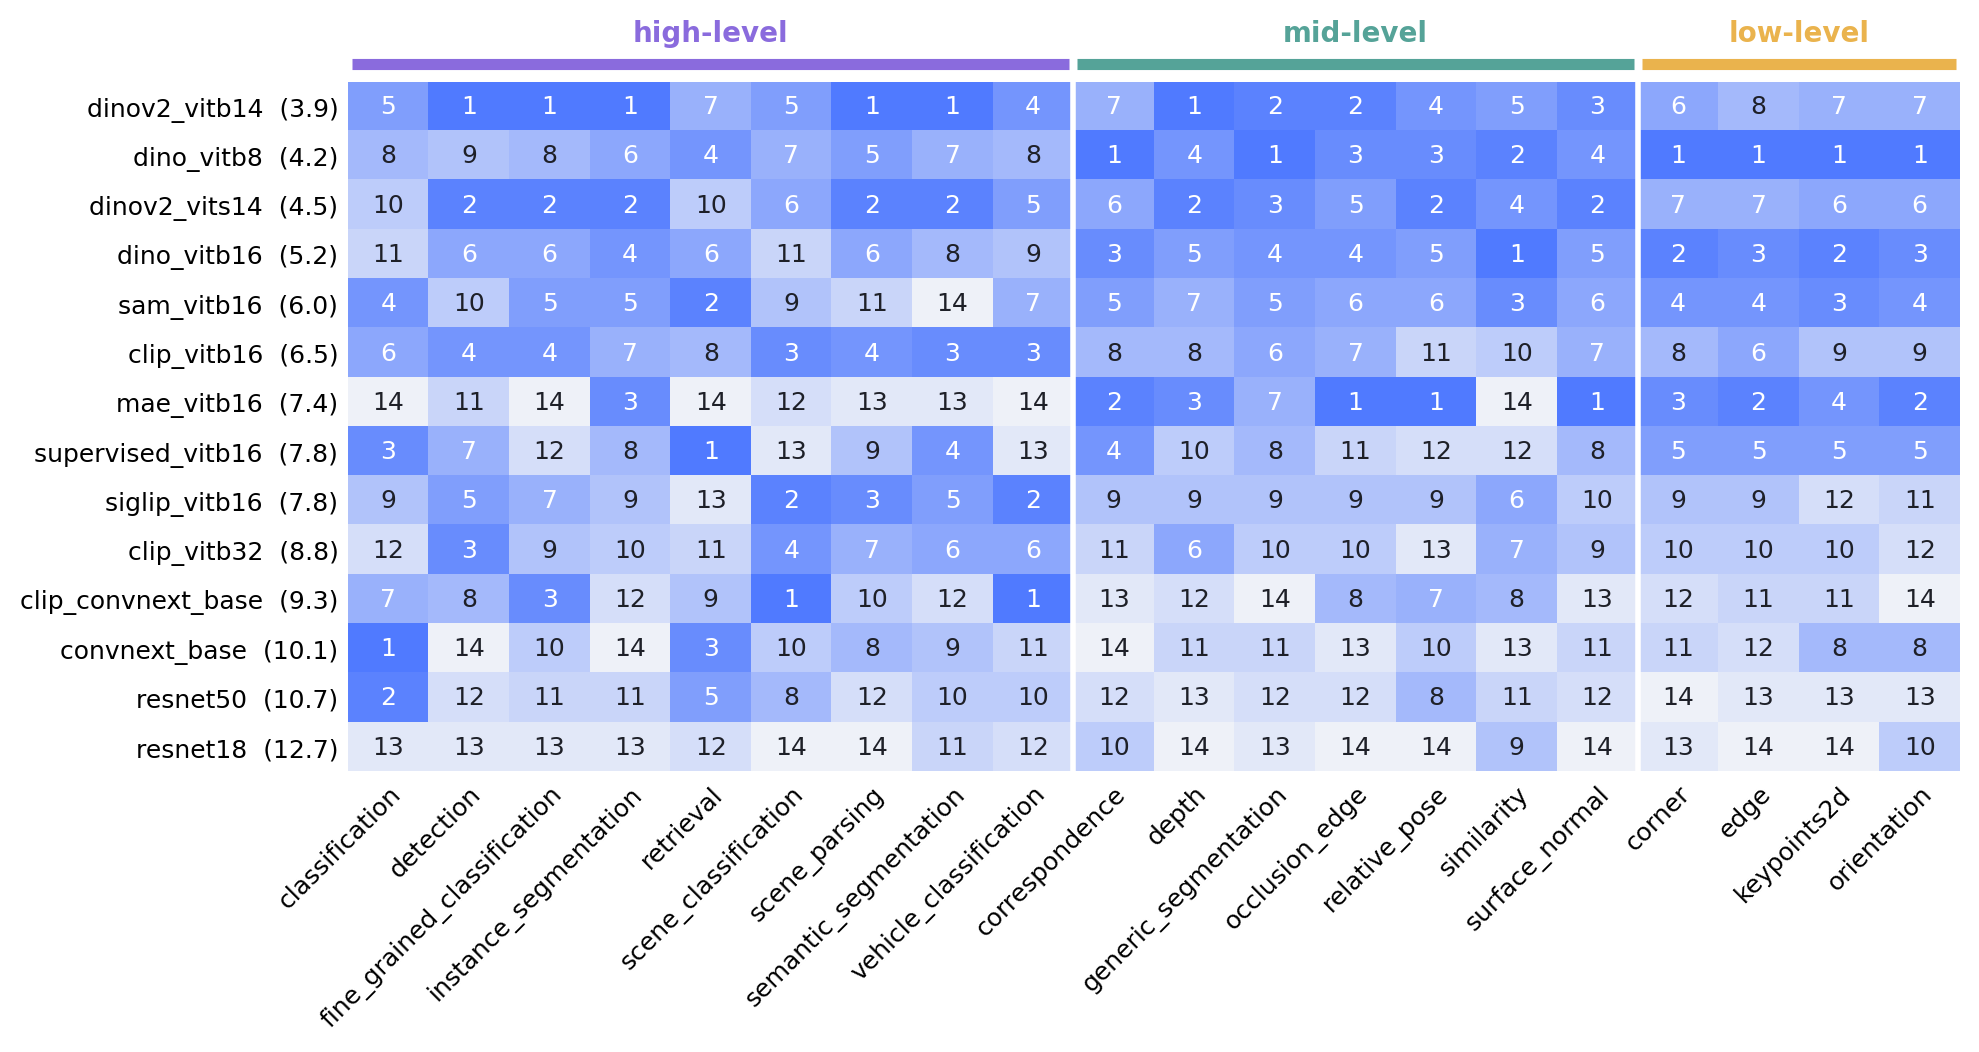 high-level mid-level low-level
dinov2_vitb14 (3.9) 5 1 1 1 7 5 1 1 4 7 1 2 2 4 5 3 6 8 7 7
dino_vitb8 (4.2) 8 9 8 6 4 7 5 7 8 1 4 1 3 3 2 4 1 1 1 1
dinov2_vits14 (4.5) 10 2 2 2 10 6 2 2 5 6 2 3 5 2 4 2 7 7 6 6
dino_vitb16 (5.2) 11 6 6 4 6 11 6 8 9 3 5 4 4 5 1 5 2 3 2 3
sam_vitb16 (6.0) 4 10 5 5 2 9 11 14 7 5 7 5 6 6 3 6 4 4 3 4
clip_vitb16 (6.5) 6 4 4 7 8 3 4 3 3 8 8 6 7 11 10 7 8 6 9 9
mae_vitb16 (7.4) 14 11 14 3 14 12 13 13 14 2 3 7 1 1 14 1 3 2 4 2
supervised_vitb16 (7.8) 3 7 12 8 1 13 9 4 13 4 10 8 11 12 12 8 5 5 5 5
siglip_vitb16 (7.8) 9 5 7 9 13 2 3 5 2 9 9 9 9 9 6 10 9 9 12 11
clip_vitb32 (8.8) 12 3 9 10 11 4 7 6 6 11 6 10 10 13 7 9 10 10 10 12
clip_convnext_base (9.3) 7 8 3 12 9 1 10 12 1 13 12 14 8 7 8 13 12 11 11 14
convnext_base (10.1) 1 14 10 14 3 10 8 9 11 14 11 11 13 10 13 11 11 12 8 8
resnet50 (10.7) 2 12 11 11 5 8 12 10 10 12 13 12 12 8 11 12 14 13 13 13
resnet18 (12.7) 13 13 13 13 12 14 14 11 12 10 14 13 14 14 9 14 13 14 14 10
classification
detection
fine_grained_classification
instance_segmentation
retrieval
scene_classification
scene_parsing
semantic_segmentation
vehicle_classification
correspondence
depth
generic_segmentation
occlusion_edge
relative_pose
similarity
surface_normal
corner
edge
keypoints2d
orientation